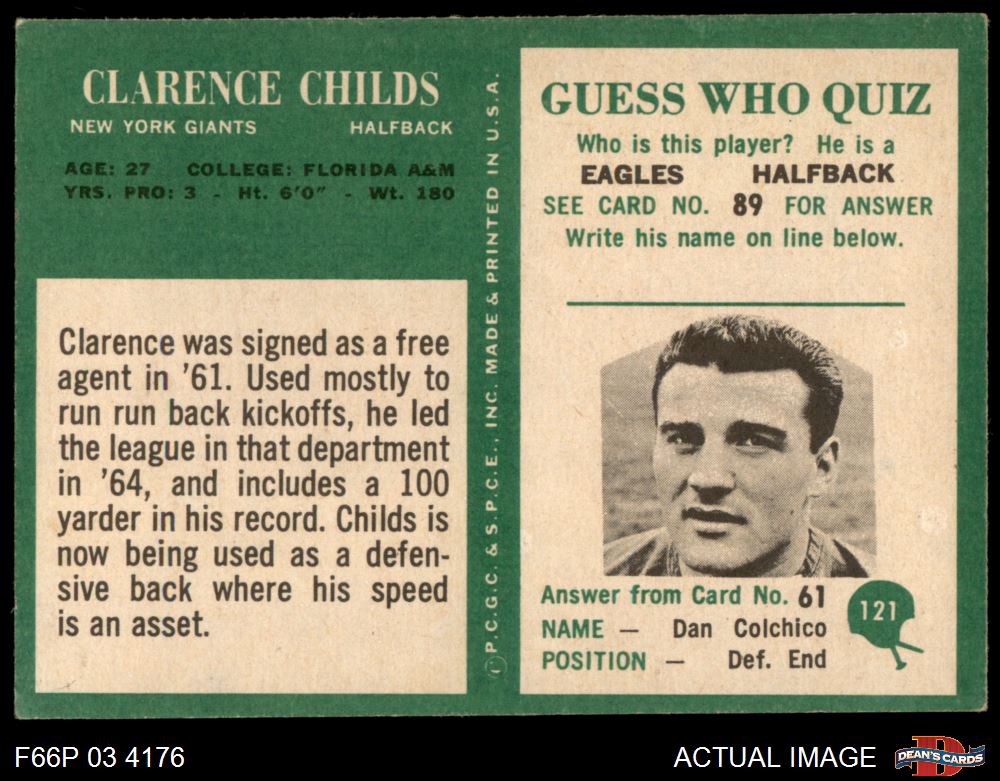 CLARENCE CHILDS
NEW YORK GIANTS HALFBACK
AGE: 27 COLLEGE: FLORIDA A&M
YRS. PRO: 3 - Ht. 6'0" - Wt. 180
Clarence was signed as a free
agent in '61. Used mostly to
run run back kickoffs, he led
the league in that department
in '64, and includes a 100
yarder in his record. Childs is
now being used as a defen-
sive back where his speed
is an asset.
©P.C.G.C. & S.P.C.E., INC. MADE & PRINTED IN U.S.A.
GUESS WHO QUIZ
Who is this player? He is a
EAGLES HALFBACK
SEE CARD NO. 89 FOR ANSWER
Write his name on line below.
Answer from Card No. 61
NAME — Dan Colchico
POSITION — Def. End
121
F66P 03 4176
ACTUAL IMAGE
D
DEAN'S CARDS